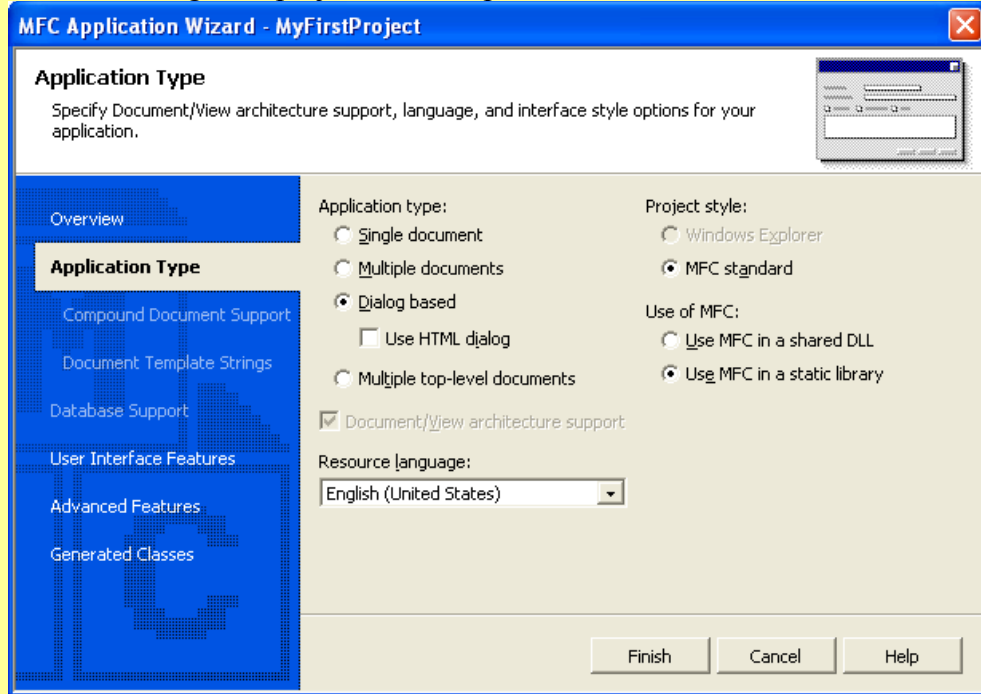 MFC Application Wizard - MyFirstProject
Application Type
Specify Document/View architecture support, language, and interface style options for your
application.
Overview
Application Type
Compound Document Support
Document Template Strings
Database Support
User Interface Features
Advanced Features
Generated Classes
Application type:
Single document
Multiple documents
Dialog based
Use HTML dialog
Multiple top-level documents
Document/View architecture support
Resource language:
English (United States)
Project style:
Windows Explorer
MFC standard
Use of MFC:
Use MFC in a shared DLL
Use MFC in a static library
Finish
Cancel
Help